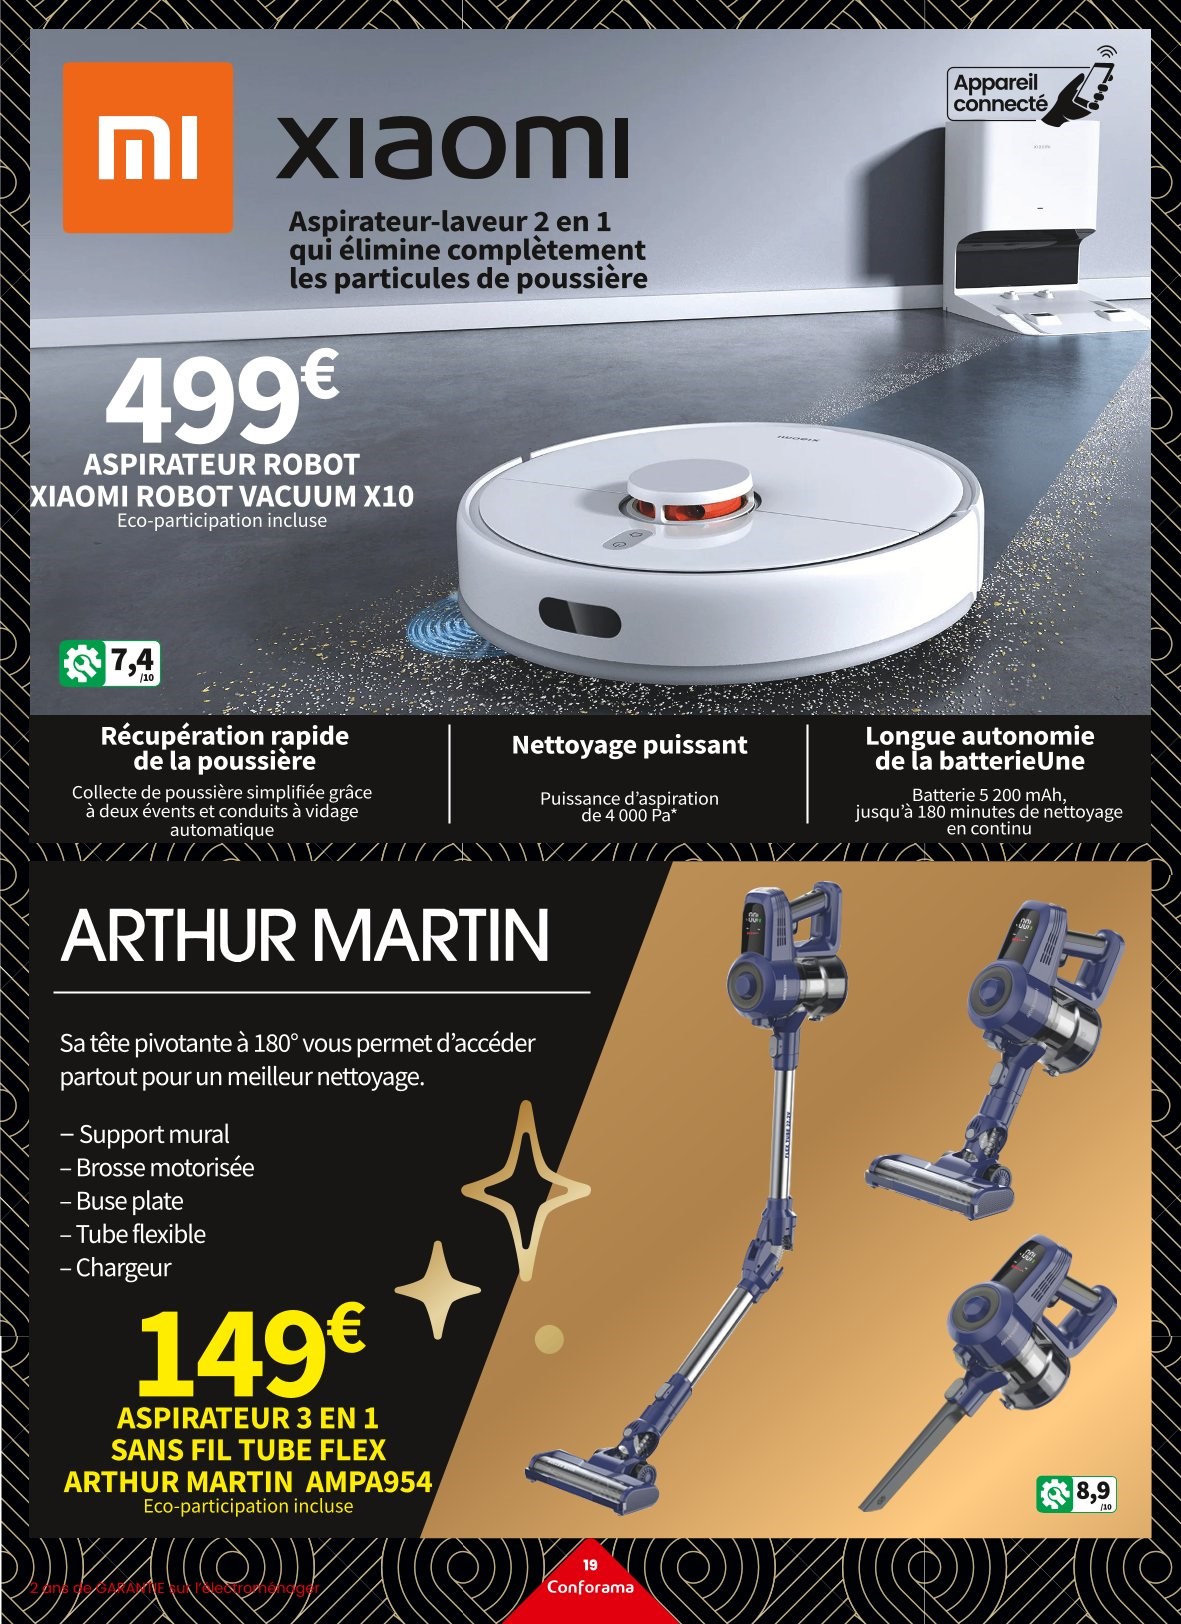 mi xiaomi
Appareil
connecté
xiaomi
Aspirateur-laveur 2 en 1
qui élimine complètement
les particules de poussière
499€
ASPIRATEUR ROBOT
XIAOMI ROBOT VACUUM X10
Eco-participation incluse
xiaomi
7,4
/10
Récupération rapide
de la poussière
Collecte de poussière simplifiée grâce
à deux évents et conduits à vidage
automatique
Nettoyage puissant
Puissance d’aspiration
de 4 000 Pa*
Longue autonomie
de la batterieUne
Batterie 5 200 mAh,
jusqu’à 180 minutes de nettoyage
en continu
ARTHUR MARTIN
Sa tête pivotante à 180° vous permet d’accéder
partout pour un meilleur nettoyage.
– Support mural
– Brosse motorisée
– Buse plate
– Tube flexible
– Chargeur
149€
ASPIRATEUR 3 EN 1
SANS FIL TUBE FLEX
ARTHUR MARTIN AMPA954
Eco-participation incluse
8,9
/10
19
Conforama
2 ans de GARANTIE sur l’électroménager